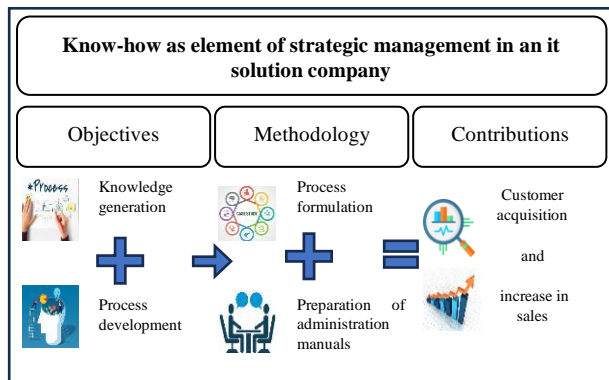 Know-how as element of strategic management in an it
solution company
Objectives
Methodology
Contributions
#Process
Knowledge
generation
Process
development
Process
formulation
Preparation of
administration
manuals
Customer
acquisition
and
increase in
sales